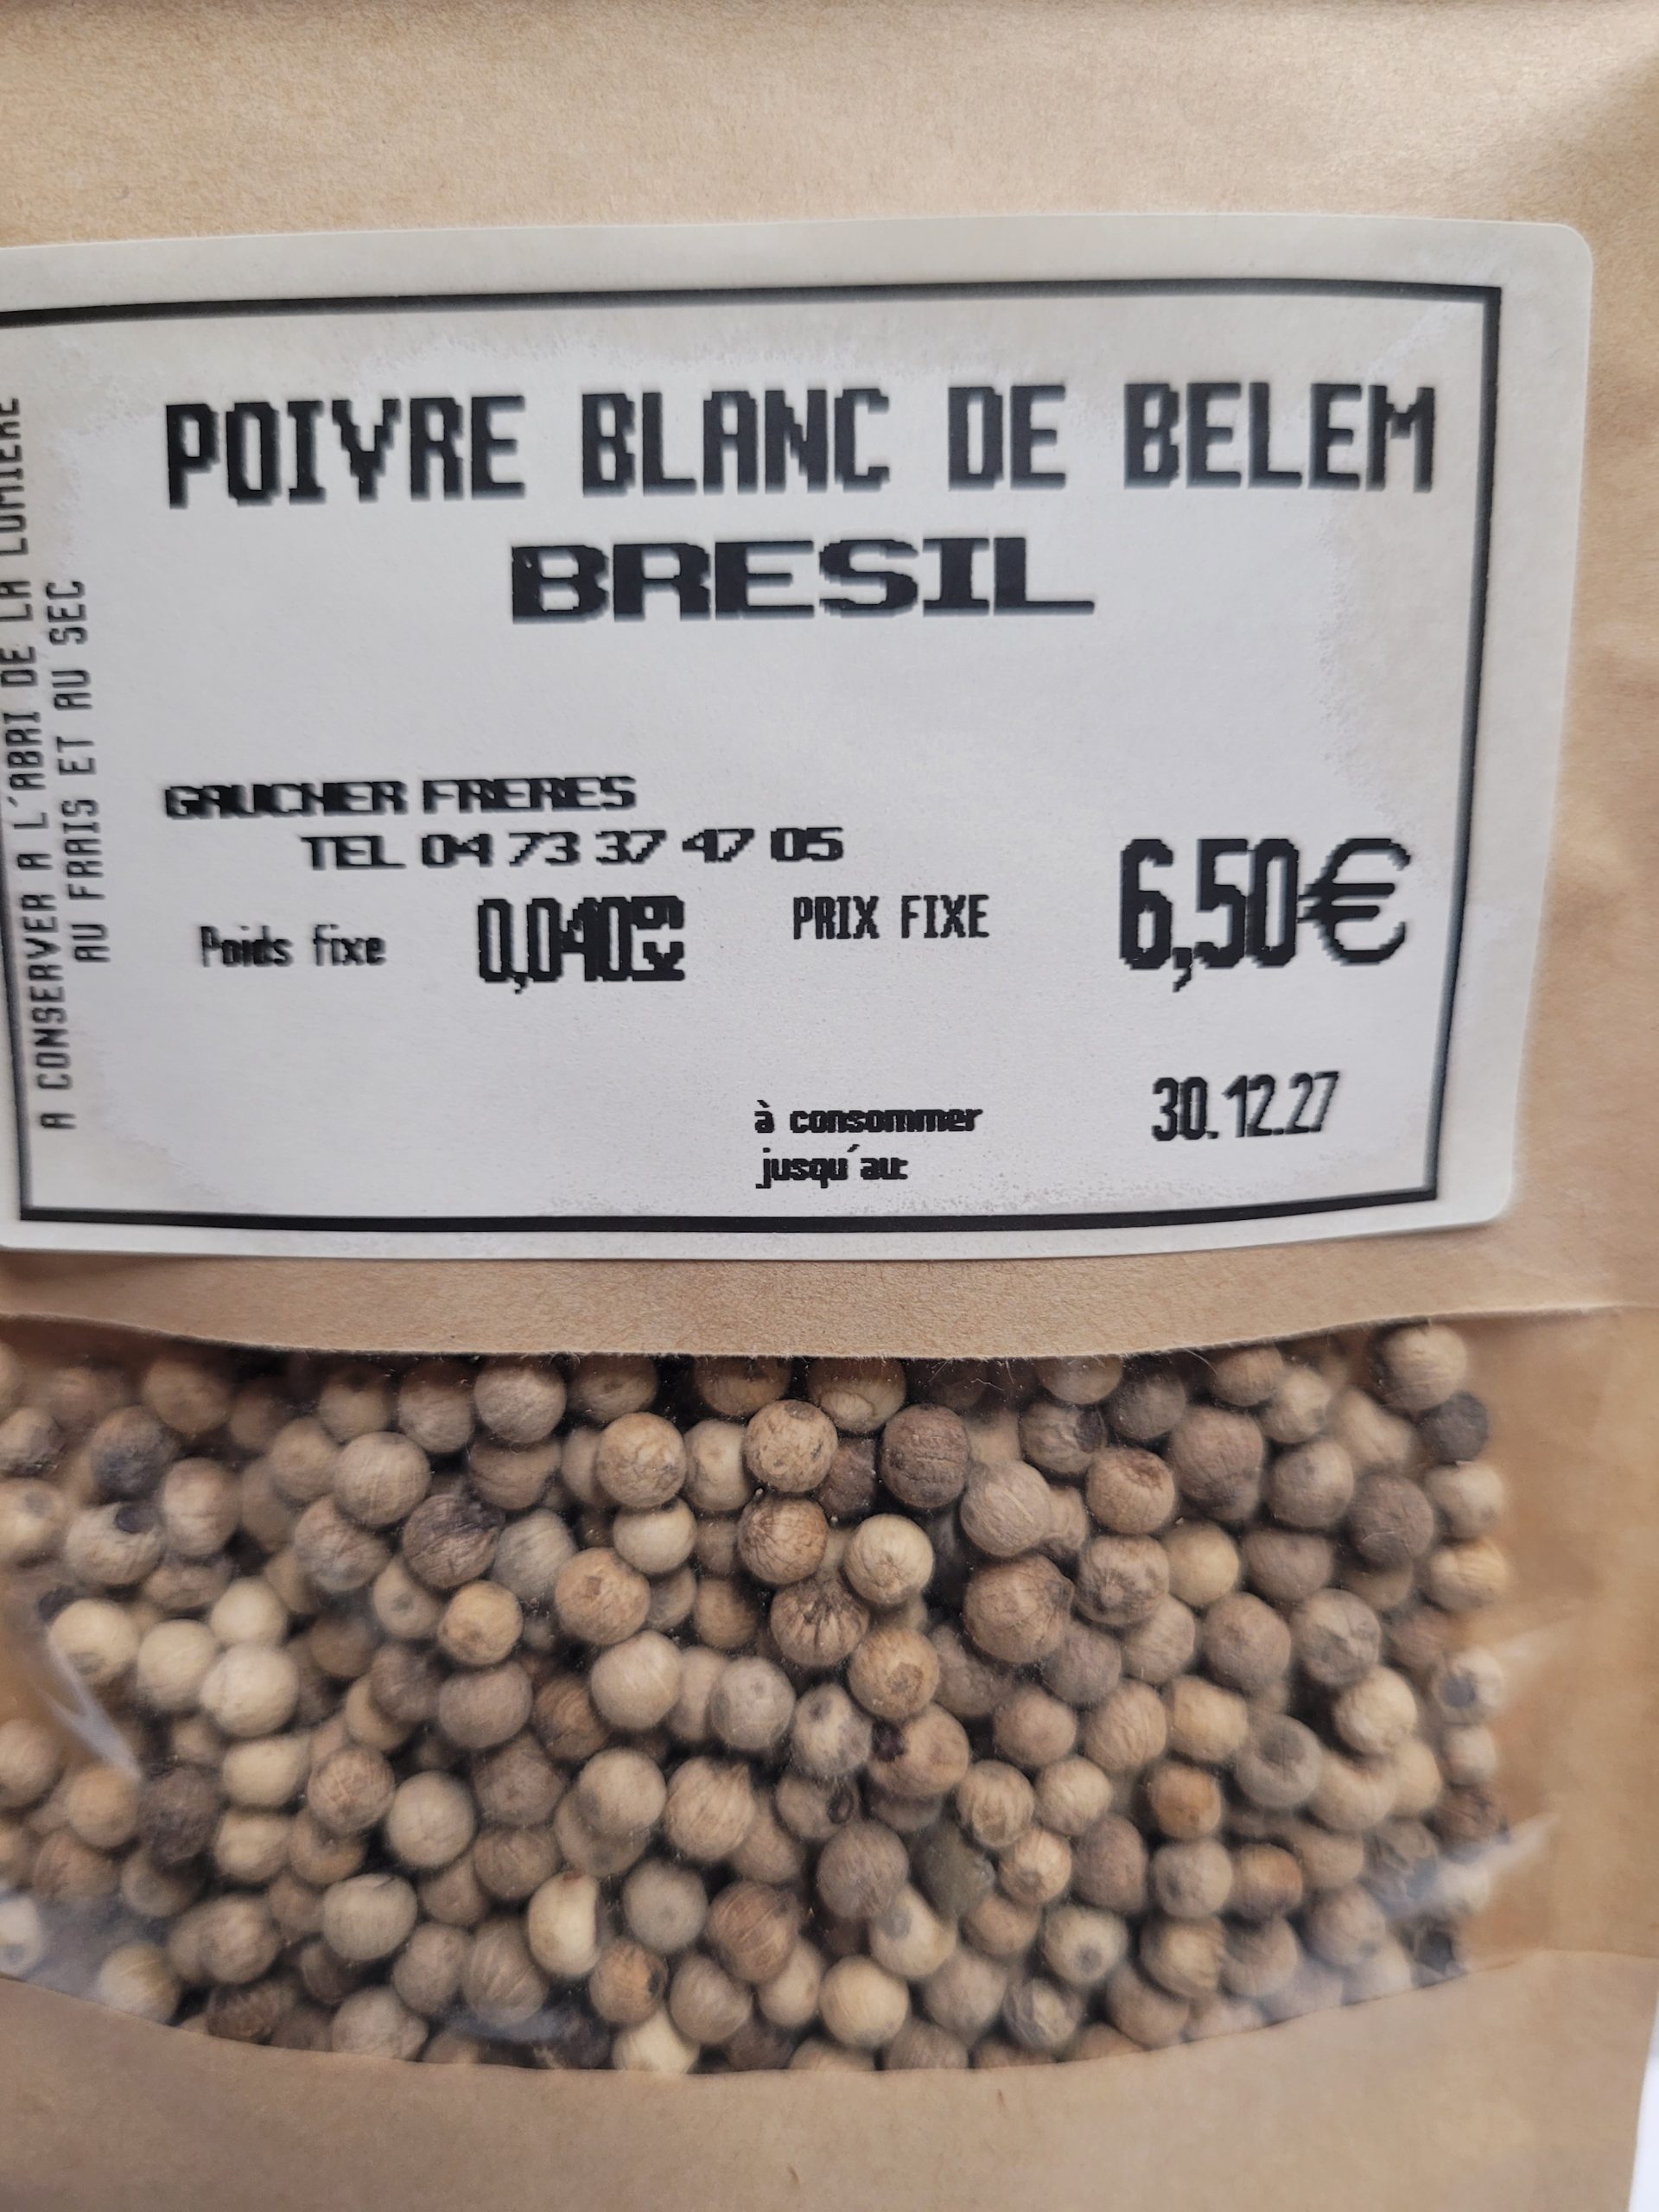 A CONSERVER A L'ABRI DE LA LUMIERE
AU FRAIS ET AU SEC
POIVRE BLANC DE BELEM
BRESIL
GAUCHER FRERES
TEL 04 73 37 47 05
Poids fixe 0,040kg PRIX FIXE 6,50€
à consommer 30.12.27
jusqu'au: